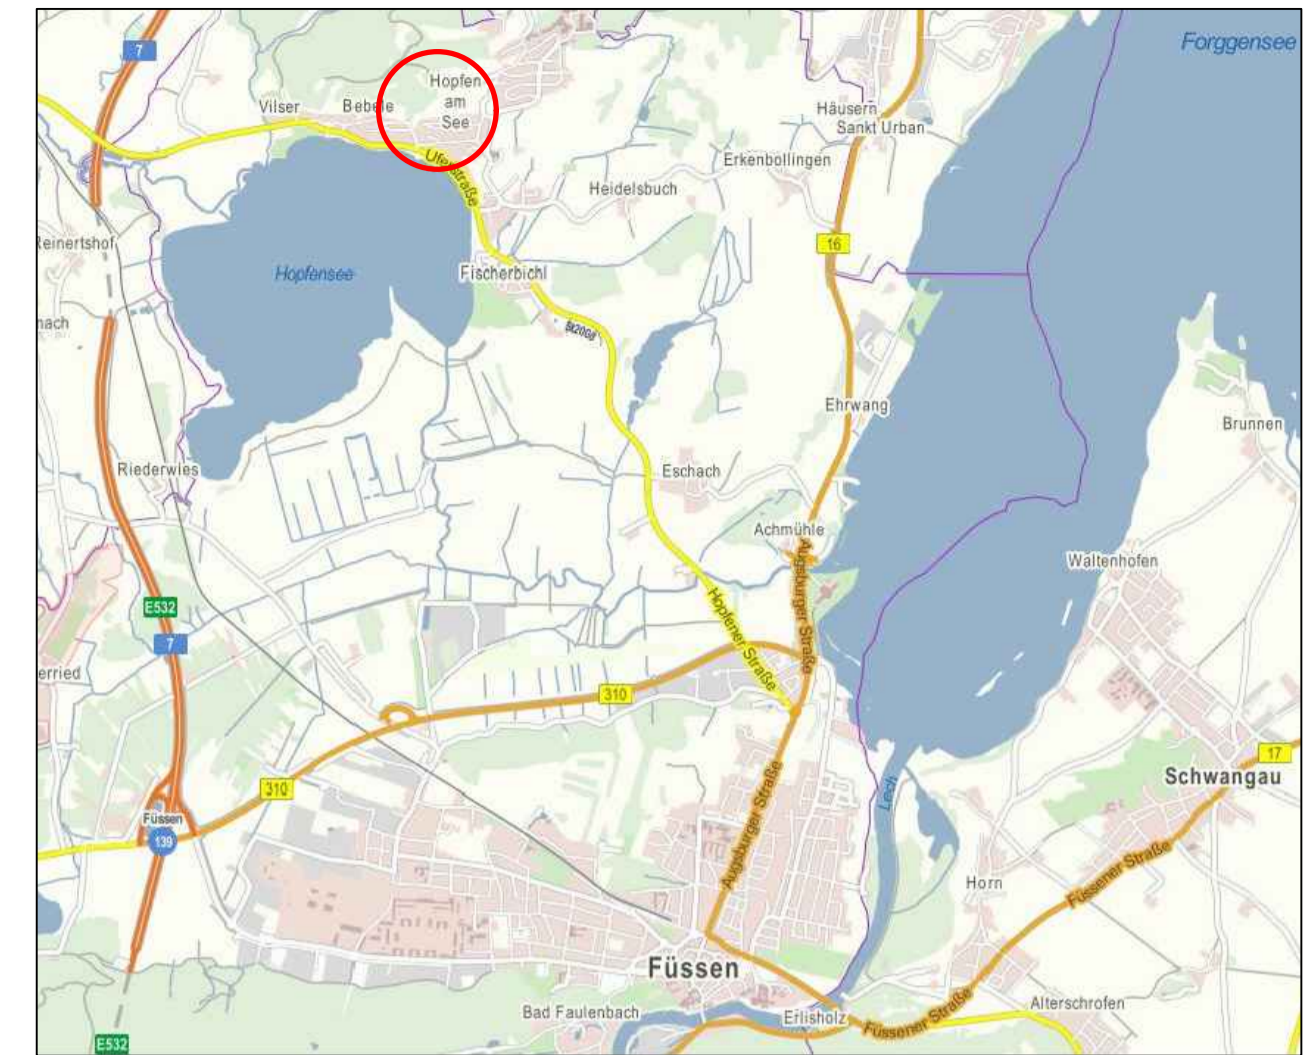 Forggensee
7
Hopfen
am
See
Vilser
Bebele
Häusern
Sankt Urban
Uferstraße
Erkenbollingen
Heidelsbuch
Reinertshof
16
Hopfensee
Fischerbichl
nach
St2008
Ehrwang
Brunnen
Riederwies
Eschach
Achmühle
Augsburger Straße
Waltenhofen
E532
Hopfener Straße
7
erried
310
17
Schwangau
310
Lech
Füssen
139
Augsburger Straße
Füssener Straße
Horn
Füssen
Alterschrofen
Bad Faulenbach
Erlisholz
Füssener Straße
E532